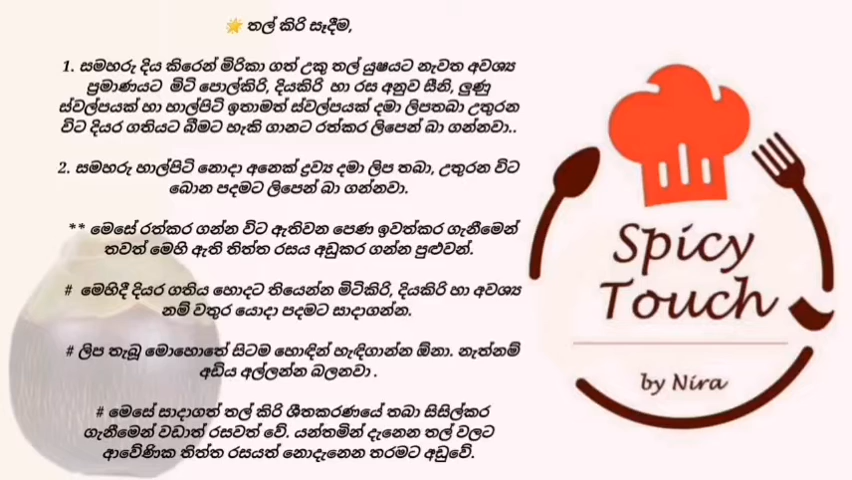 🌟 තල් කිරි සෑදීම,
1. සමහරු දිය කිරෙන් මිරිකා ගත් උකු තල් යුෂයට නැවත අවශ්‍ය
ප්‍රමාණයට මිටි පොල්කිරි, දියකිරි හා රස අනුව සීනි, ලුණු
ස්වල්පයක් හා හාල්පිටි ඉතාමත් ස්වල්පයක් දමා ලිපතබා උතුරන
විට දියර ගතියට බීමට හැකි ගානට රත්කර ලිපෙන් බා ගන්නවා..
2. සමහරු හාල්පිටි නොදා අනෙක් ද්‍රව්‍ය දමා ලිප තබා, උතුරන විට
බොන පදමට ලිපෙන් බා ගන්නවා.
** මෙසේ රත්කර ගන්න විට ඇතිවන පෙණ ඉවත්කර ගැනීමෙන්
තවත් මෙහි ඇති තිත්ත රසය අඩුකර ගන්න පුළුවන්.
# මෙහිදී දියර ගතිය හොදට තියෙන්න මිටිකිරි, දියකිරි හා අවශ්‍ය
නම් වතුර යොදා පදමට සාදාගන්න.
# ලිප තැබූ මොහොතේ සිටම හොඳින් හැඳිගාන්න ඕනා. නැත්නම්
අඩිය අල්ලන්න බලනවා .
# මෙසේ සාදාගත් තල් කිරි ශීතකරණයේ තබා සිසිල්කර
ගැනීමෙන් වඩාත් රසවත් වේ. යන්තමින් දැනෙන තල් වලට
ආවේණික තිත්ත රසයත් නොදැනෙන තරමට අඩුවේ.
Spicy
Touch
by Nira